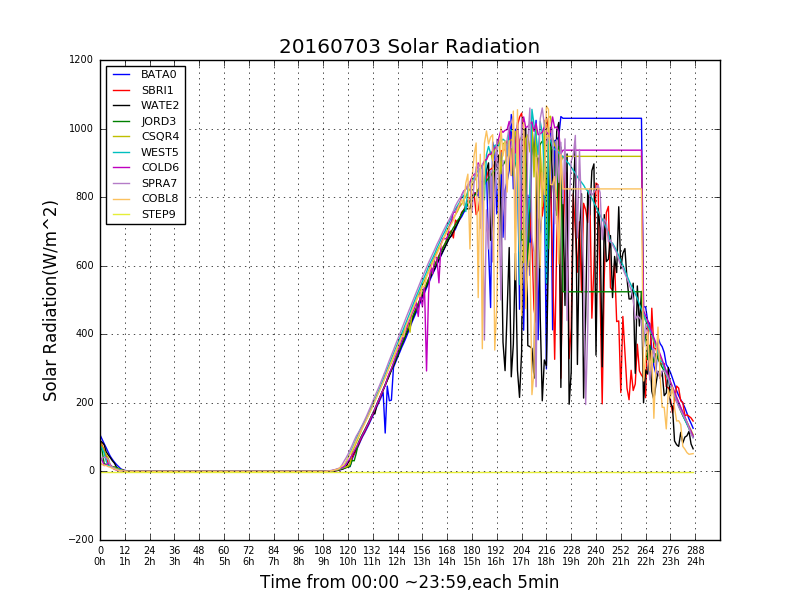 20160703 Solar Radiation
Solar Radiation(W/m^2)
1200
1000
800
600
400
200
0
−200
BATA0
SBRI1
WATE2
JORD3
CSQR4
WEST5
COLD6
SPRA7
COBL8
STEP9
0 12 24 36 48 60 72 84 96 108 120 132 144 156 168 180 192 204 216 228 240 252 264 276 288
0h 1h 2h 3h 4h 5h 6h 7h 8h 9h 10h 11h 12h 13h 14h 15h 16h 17h 18h 19h 20h 21h 22h 23h 24h
Time from 00:00 ~23:59,each 5min